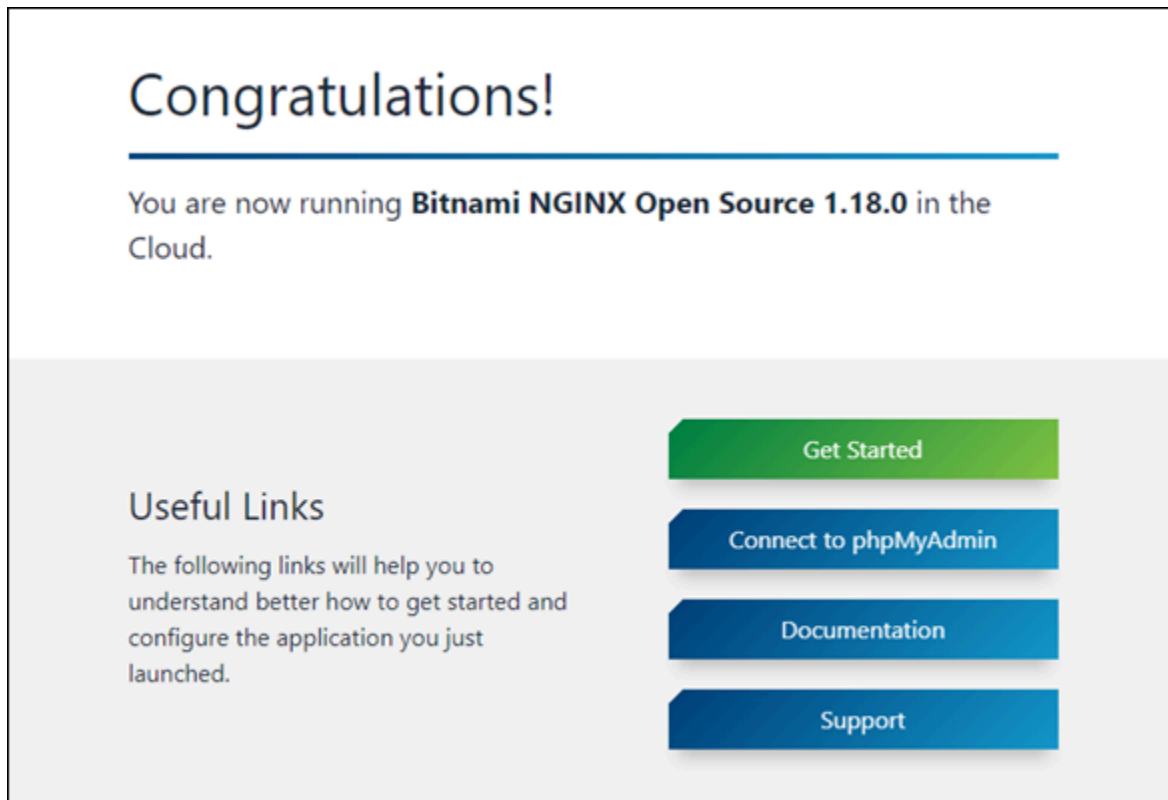 Congratulations!
You are now running Bitnami NGINX Open Source 1.18.0 in the
Cloud.
Useful Links
The following links will help you to
understand better how to get started and
configure the application you just
launched.
Get Started
Connect to phpMyAdmin
Documentation
Support